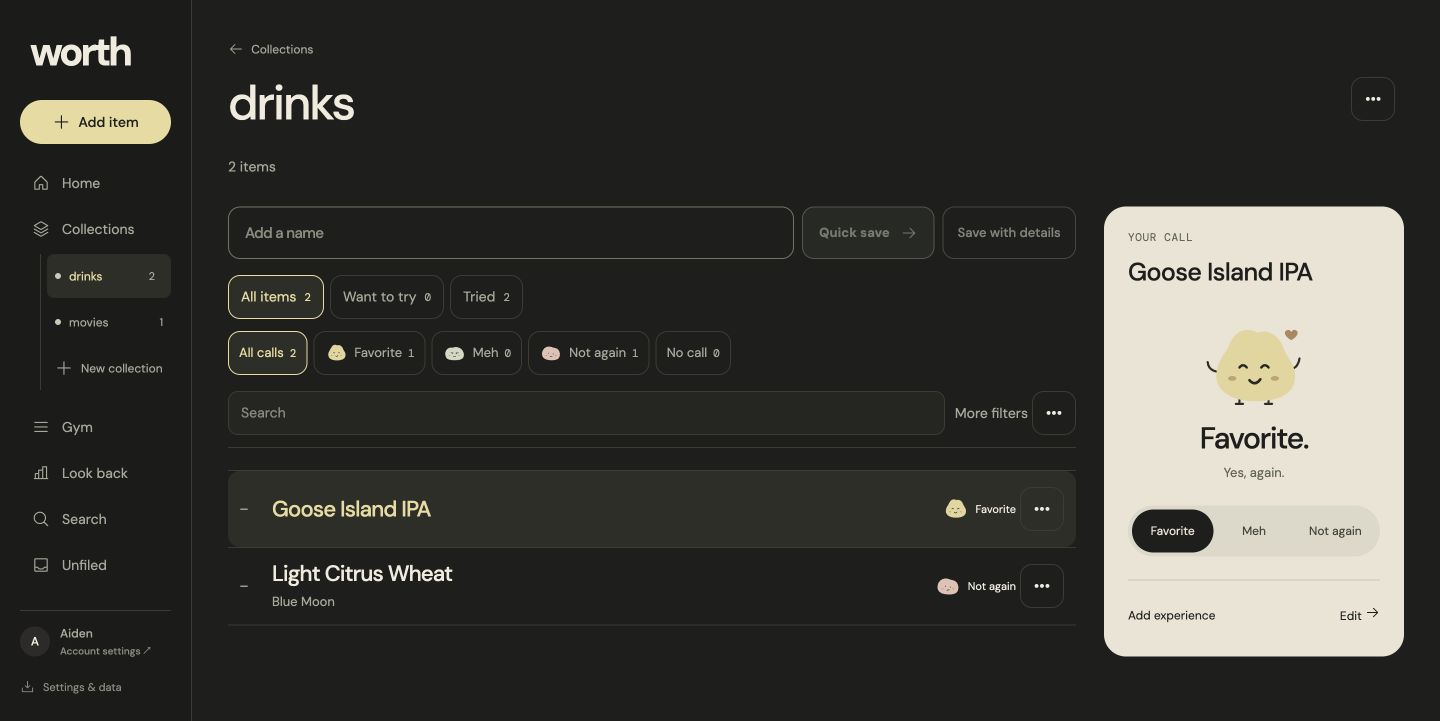 worth
Add item
Home
Collections
drinks 2
movies 1
New collection
Gym
Look back
Search
Unfiled
A
Aiden
Account settings ↗
Settings & data
← Collections
drinks
2 items
Add a name
Quick save →
Save with details
All items 2
Want to try 0
Tried 2
All calls 2
Favorite 1
Meh 0
Not again 1
No call 0
Search
More filters
– Goose Island IPA
Favorite
– Light Citrus Wheat
Blue Moon
Not again
YOUR CALL
Goose Island IPA
Favorite.
Yes, again.
Favorite
Meh
Not again
Add experience
Edit →